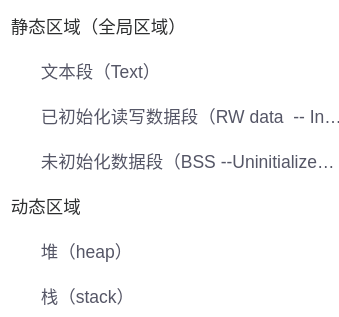 静态区域（全局区域）
文本段（Text）
已初始化读写数据段（RW data -- In…
未初始化数据段（BSS --Uninitialize…
动态区域
堆（heap）
栈（stack）